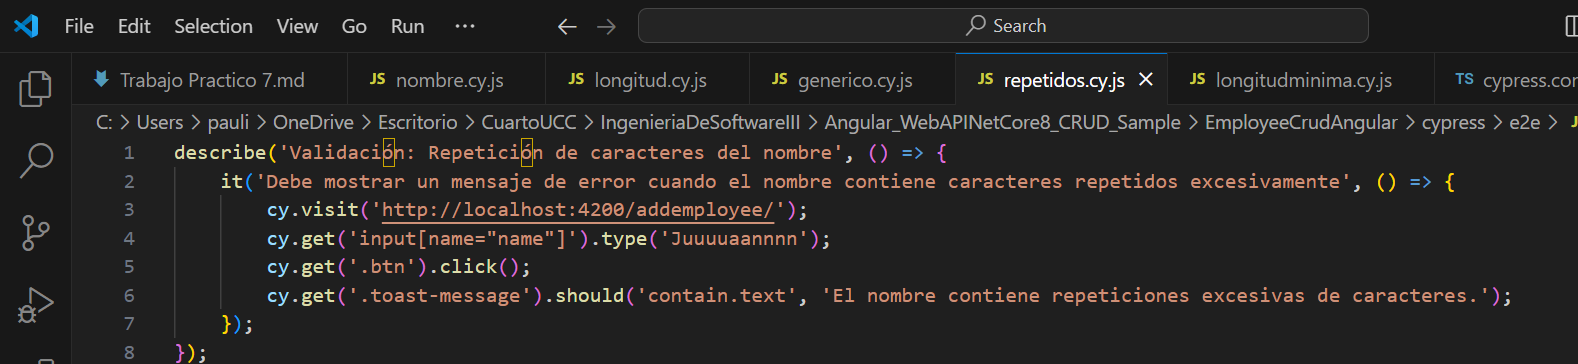 File Edit Selection View Go Run ··· ← → Search
Trabajo Practico 7.md JS nombre.cy.js JS longitud.cy.js JS generico.cy.js JS repetidos.cy.js × JS longitudminima.cy.js TS cypress.cor
C: > Users > pauli > OneDrive > Escritorio > CuartoUCC > IngenieriaDeSoftwareIII > Angular_WebAPINetCore8_CRUD_Sample > EmployeeCrudAngular > cypress > e2e >
1 describe('Validación: Repetición de caracteres del nombre', () => {
2 it('Debe mostrar un mensaje de error cuando el nombre contiene caracteres repetidos excesivamente', () => {
3 cy.visit('http://localhost:4200/addemployee/');
4 cy.get('input[name="name"]').type('Juuuuaannnn');
5 cy.get('.btn').click();
6 cy.get('.toast-message').should('contain.text', 'El nombre contiene repeticiones excesivas de caracteres.');
7 });
8 });